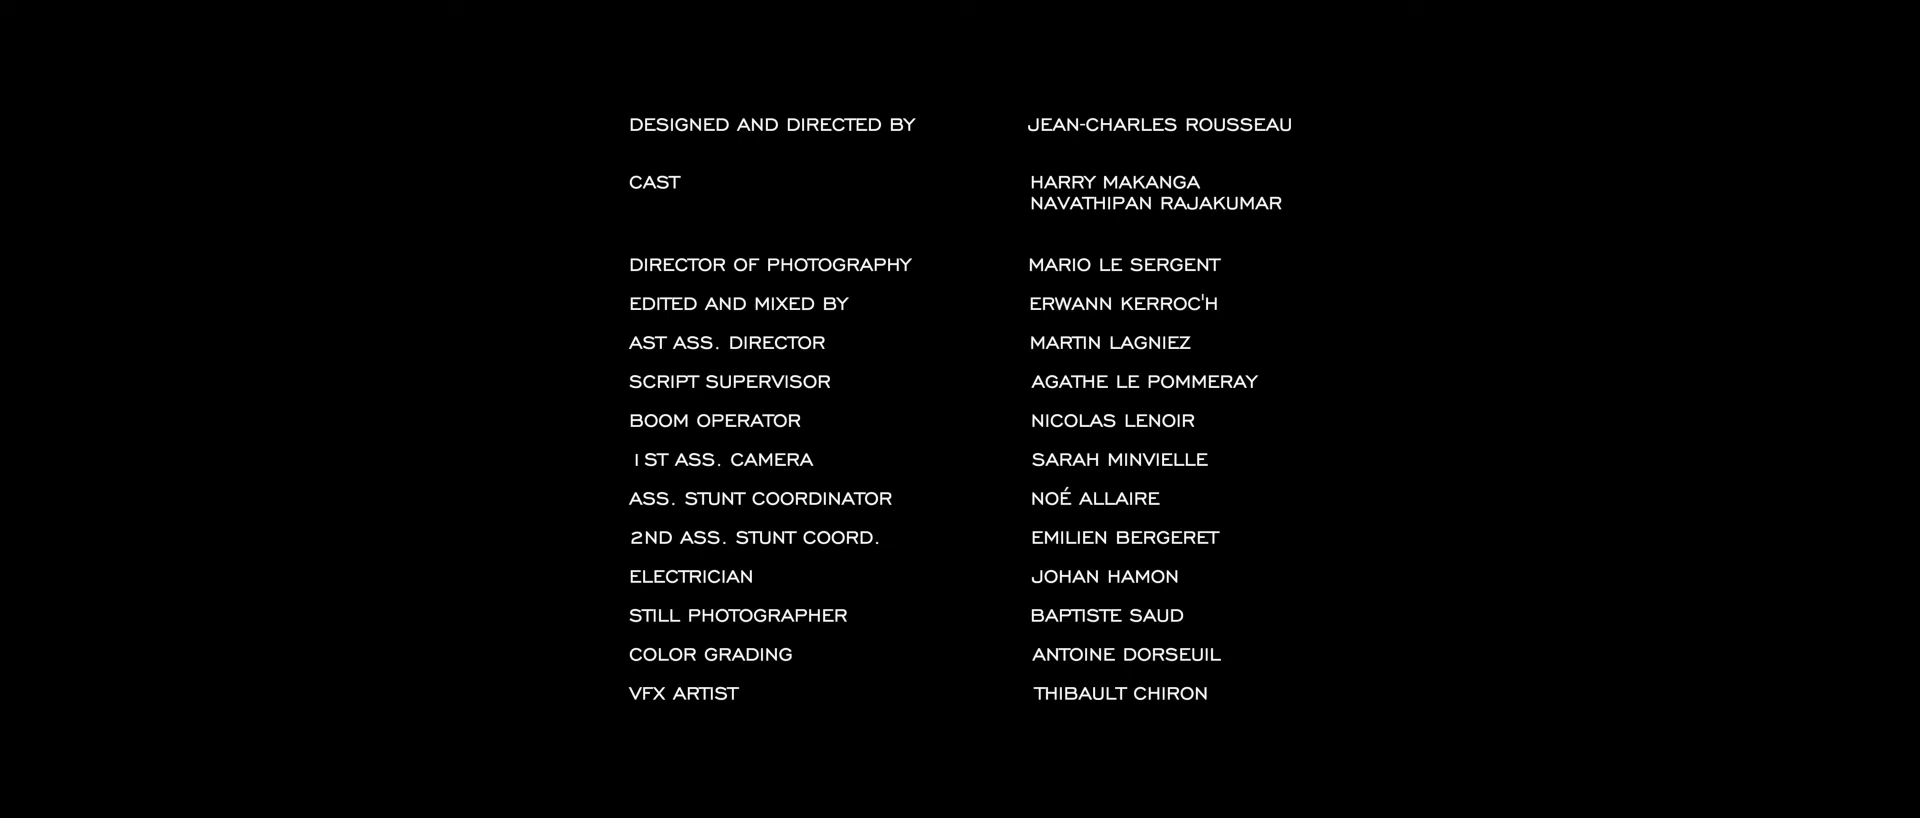 DESIGNED AND DIRECTED BY JEAN-CHARLES ROUSSEAU
CAST HARRY MAKANGA
NAVATHIPAN RAJAKUMAR
DIRECTOR OF PHOTOGRAPHY MARIO LE SERGENT
EDITED AND MIXED BY ERWANN KERROC'H
AST ASS. DIRECTOR MARTIN LAGNIEZ
SCRIPT SUPERVISOR AGATHE LE POMMERAY
BOOM OPERATOR NICOLAS LENOIR
1ST ASS. CAMERA SARAH MINVIELLE
ASS. STUNT COORDINATOR NOÉ ALLAIRE
2ND ASS. STUNT COORD. EMILIEN BERGERET
ELECTRICIAN JOHAN HAMON
STILL PHOTOGRAPHER BAPTISTE SAUD
COLOR GRADING ANTOINE DORSEUIL
VFX ARTIST THIBAULT CHIRON